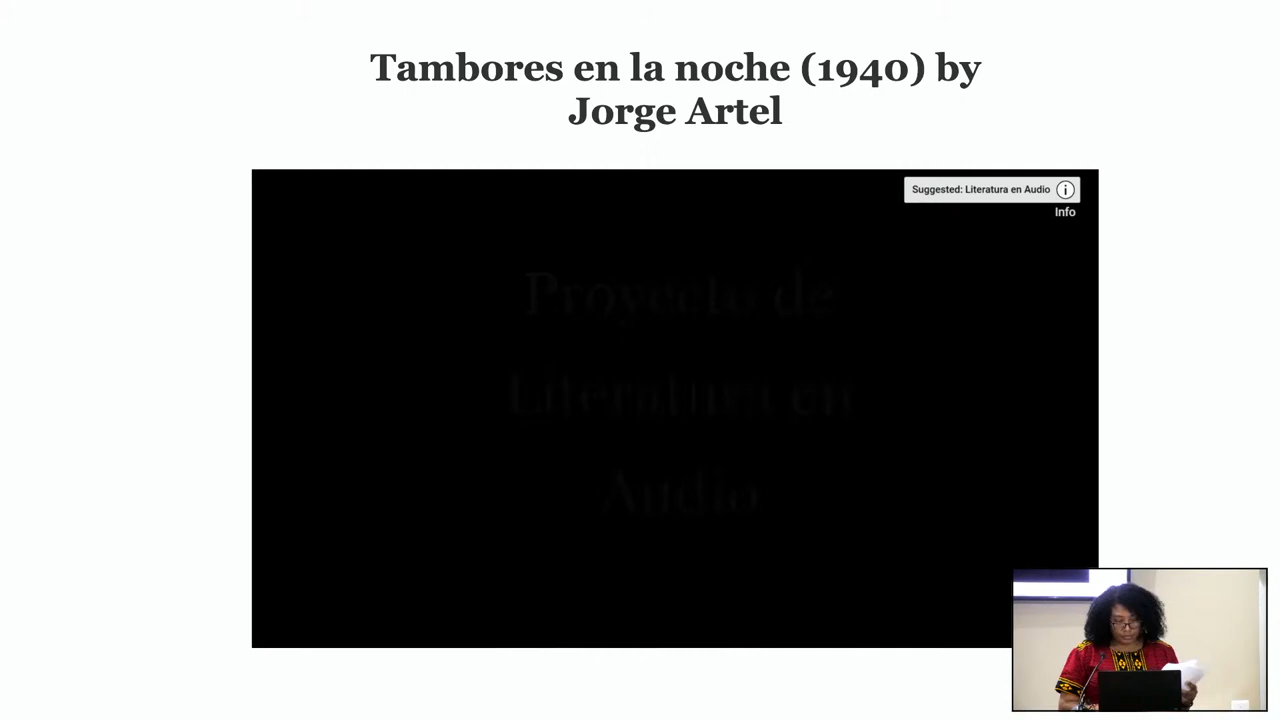 Tambores en la noche (1940) by
Jorge Artel
Suggested: Literatura en Audio
Info
Proyecto de
Literatura en
Audio